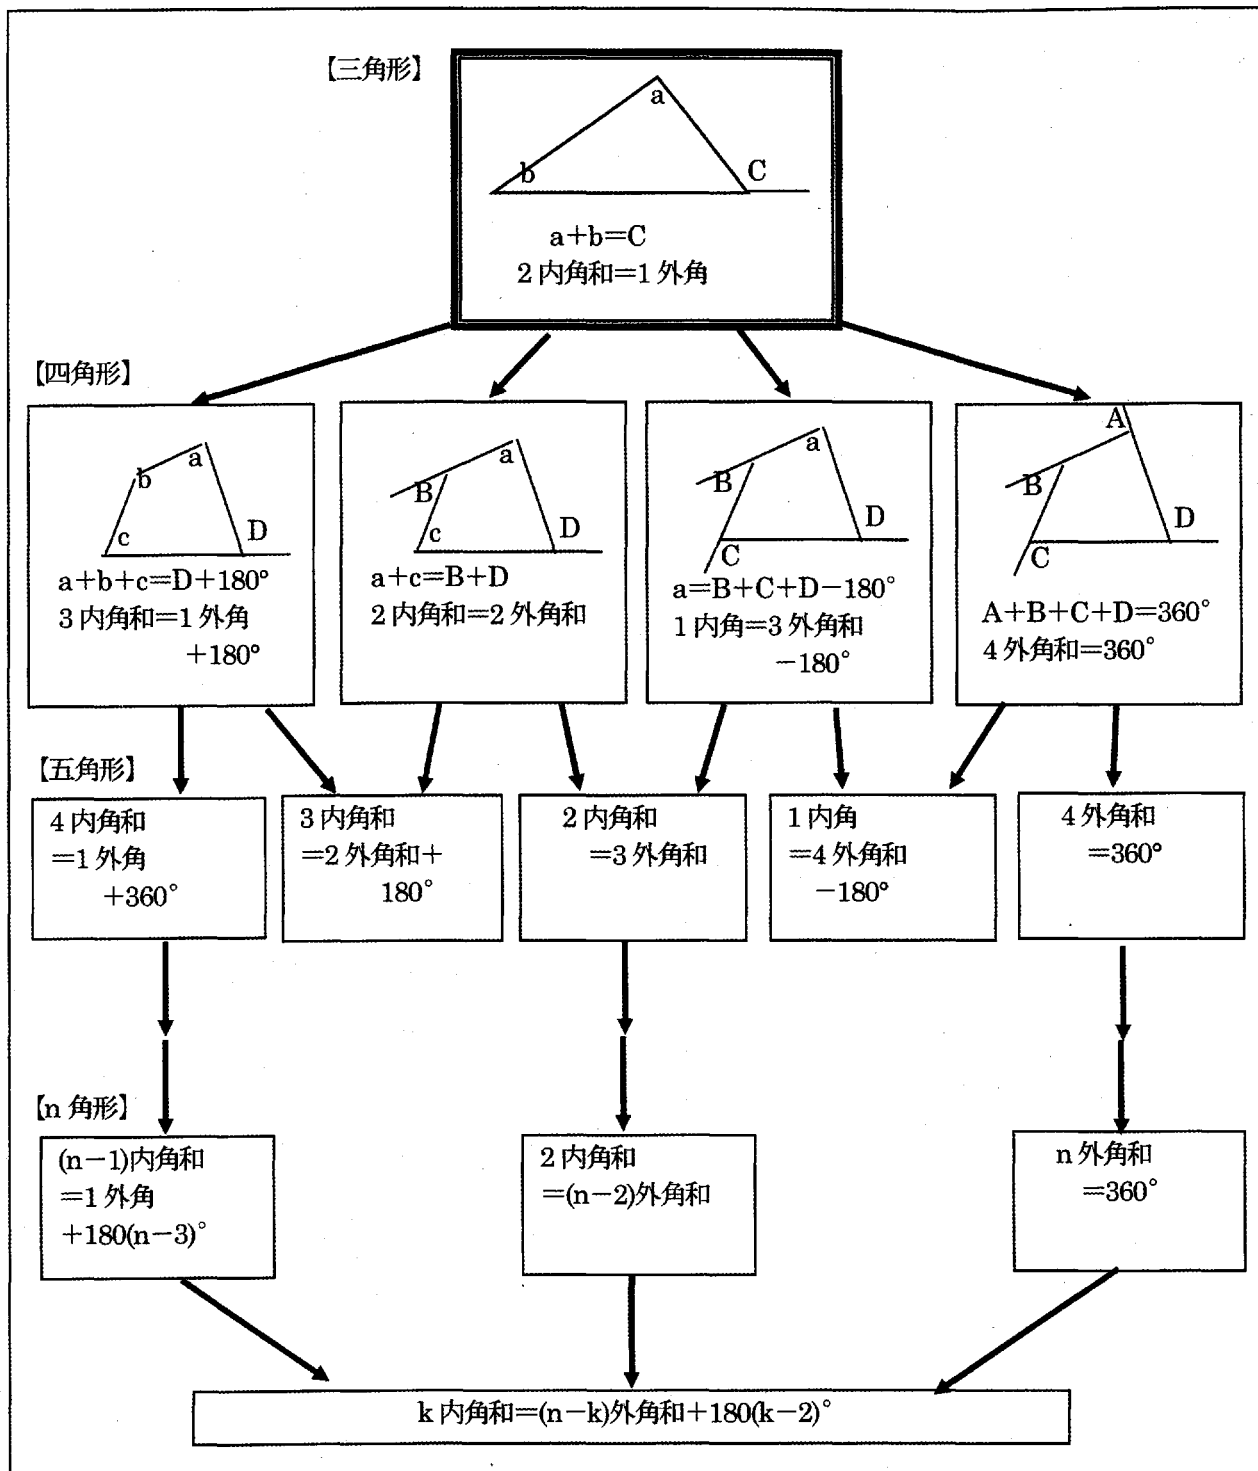 【三角形】
a
b
C
a+b=C
2内角和=1外角
【四角形】
a
b
c
D
a+b+c=D+180°
3内角和=1外角
+180°
a
B
c
D
a+c=B+D
2内角和=2外角和
a
B
C
D
a=B+C+D-180°
1内角=3外角和
-180°
A
B
C
D
A+B+C+D=360°
4外角和=360°
【五角形】
4内角和
=1外角
+360°
3内角和
=2外角和+
180°
2内角和
=3外角和
1内角
=4外角和
-180°
4外角和
=360°
【n 角形】
(n-1)内角和
=1外角
+180(n-3)°
2内角和
=(n-2)外角和
n外角和
=360°
k内角和=(n-k)外角和+180(k-2)°